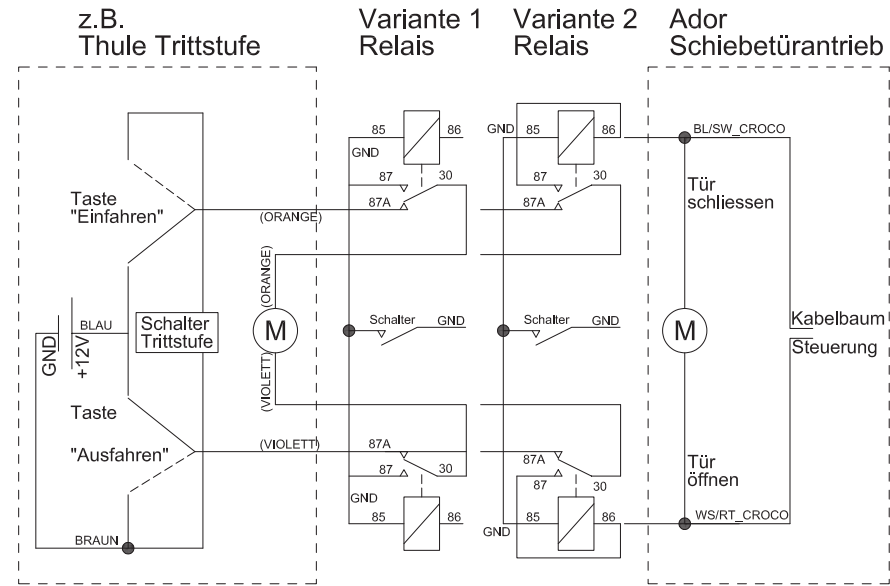 z.B.
Thule Trittstufe
Variante 1
Relais
Variante 2
Relais
Ador
Schiebetürantrieb
85
86
GND
GND
85
86
BL/SW_CROCO
87
30
87A
87
30
87A
Taste
"Einfahren"
(ORANGE)
Tür
schliessen
(ORANGE)
GND
+12V
BLAU
Schalter
Trittstufe
M
Schalter
GND
Schalter
GND
M
Kabelbaum
Steuerung
(VIOLETT)
Taste
"Ausfahren"
(VIOLETT)
87A
87
30
87A
87
30
Tür
öffnen
GND
85
86
GND
85
86
WS/RT_CROCO
BRAUN